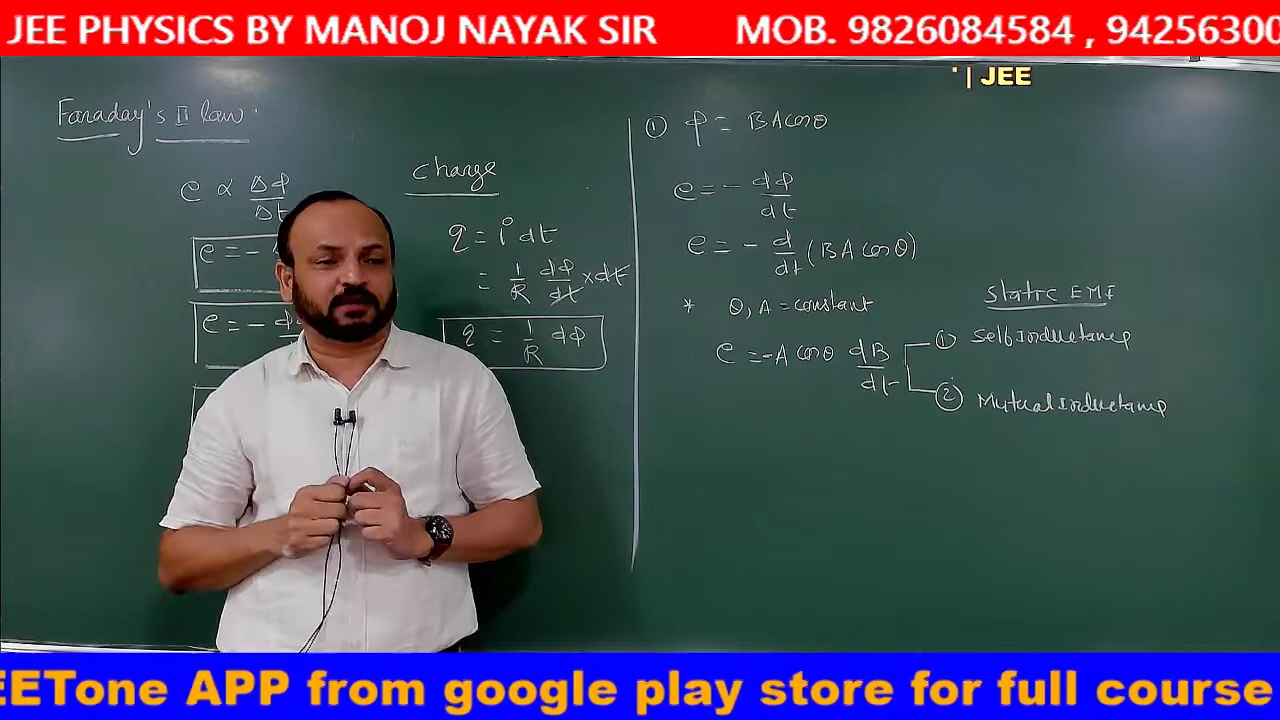 JEE PHYSICS BY MANOJ NAYAK SIR MOB. 9826084584 , 94256300
' | JEE
Faraday's II law
e ∝ Δφ/Δt
e = -
e = - dφ
charge
q = i dt
= 1/R dφ/dt × dt
q = 1/R dφ
① φ = BA cosθ
e = - dφ/dt
e = - d/dt (BA cosθ)
* θ, A = constant
e = -A cosθ dB/dt
Static EMI
① Self Inductance
② Mutual Inductance
EETone APP from google play store for full course